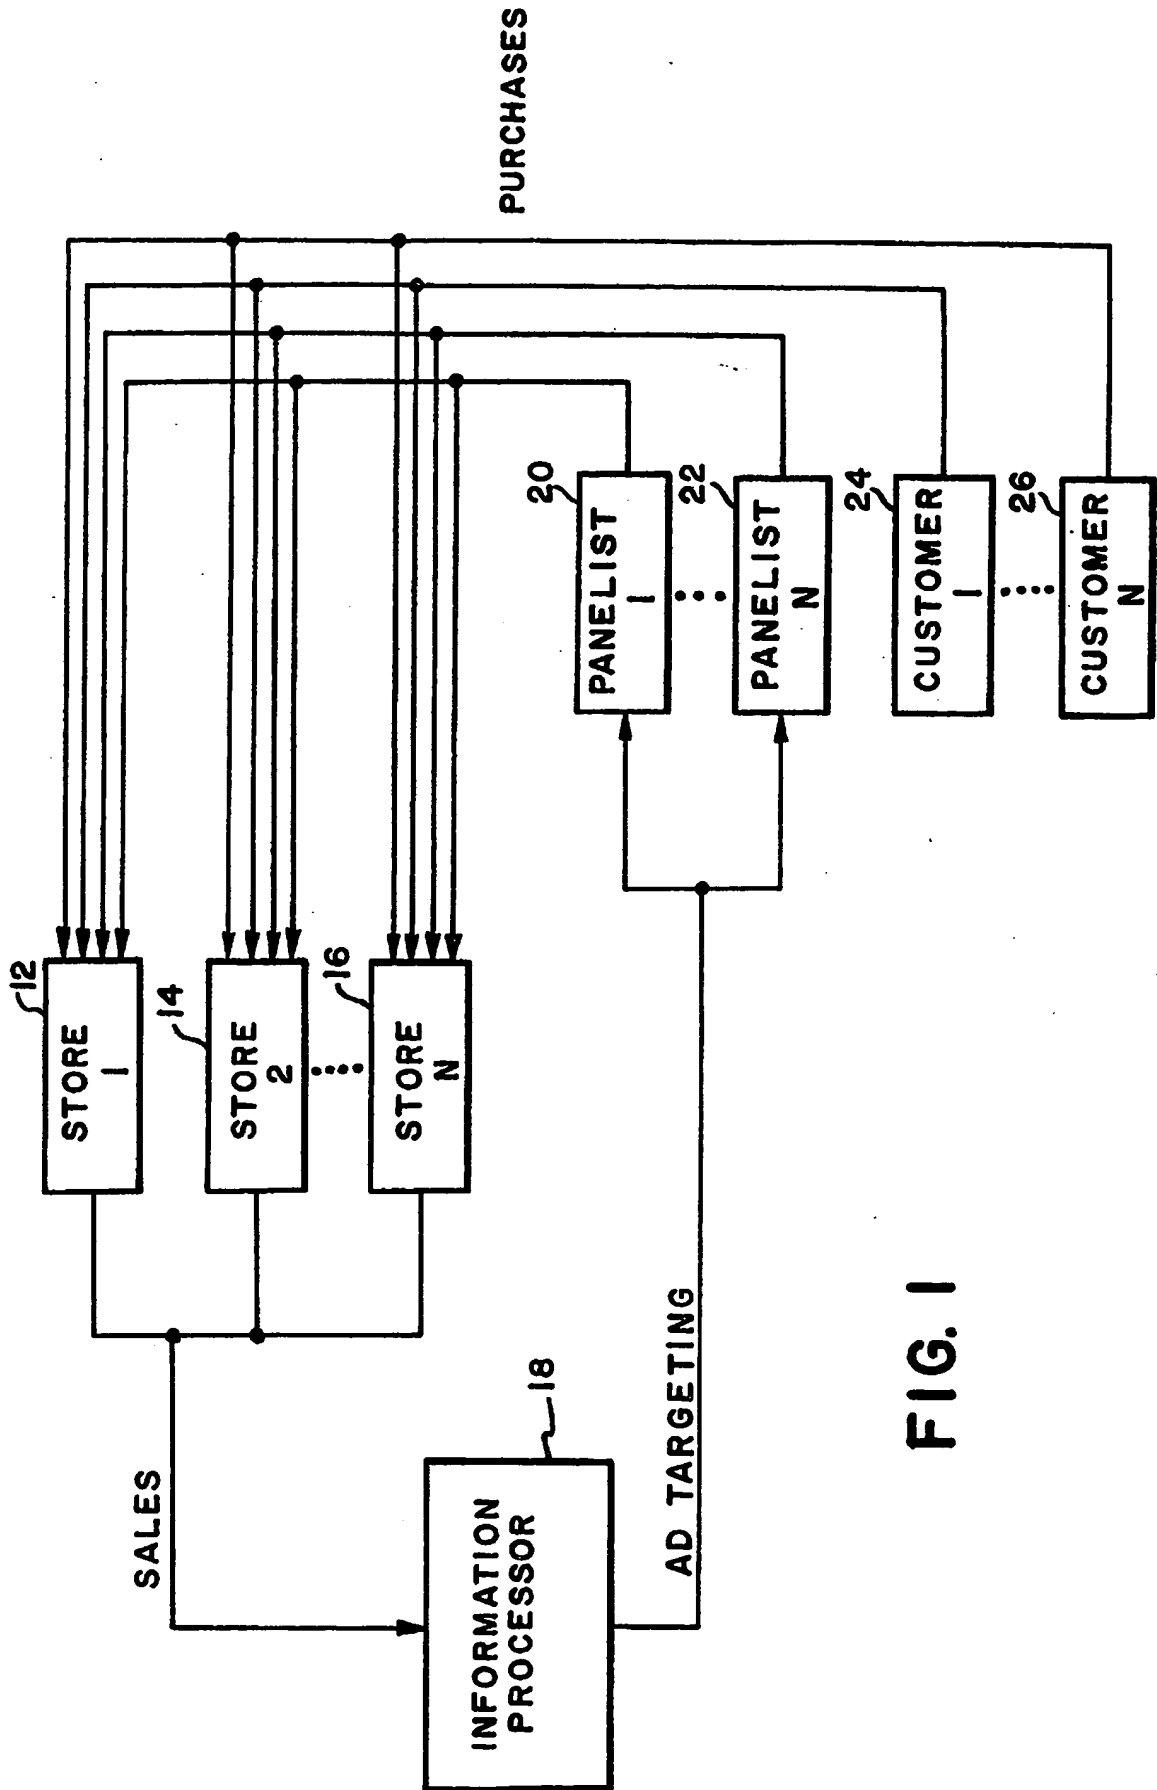 PURCHASES
12
STORE
1
14
STORE
2
16
STORE
N
SALES
18
INFORMATION
PROCESSOR
AD TARGETING
20
PANELIST
1
22
PANELIST
N
24
CUSTOMER
1
26
CUSTOMER
N
FIG. 1